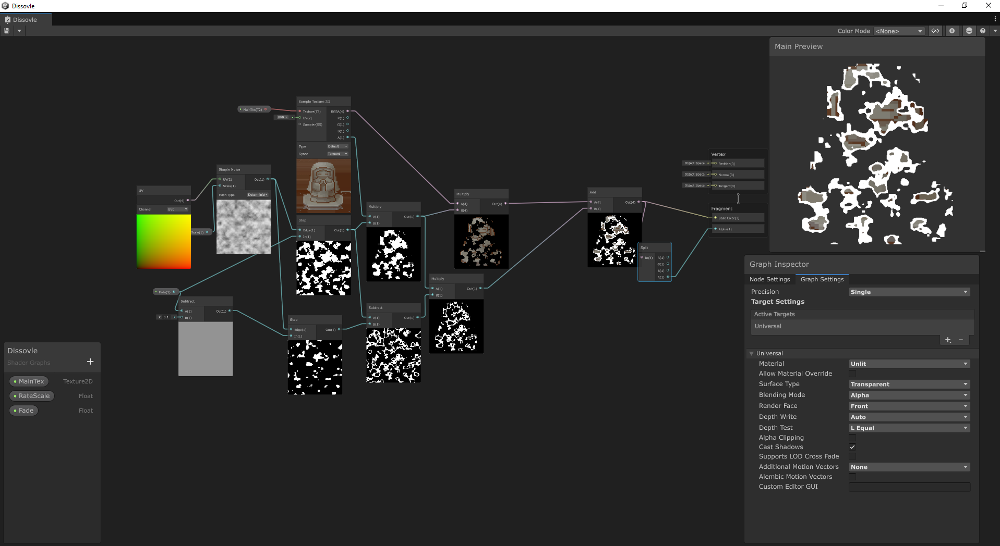 Dissovle
Dissovle
Color Mode <None>
Main Preview
Sample Texture 2D
MainTex(T2)
Texture(T2) RGBA(4)
UV0 UV(2) R(1)
Sampler(SS) G(1)
B(1)
A(1)
Type Default
Space Tangent
Simple Noise
UV(2) Out(1)
Scale(1)
Hash Type Determinist
UV
Out(4)
Channel UV0
Scale(1)
Step
Edge(1) Out(1)
In(1)
Multiply
A(1) Out(1)
B(1)
Multiply
A(4) Out(4)
B(4)
Add
A(4) Out(4)
B(4)
Vertex
Object Space Position(3)
Object Space Normal(3)
Object Space Tangent(3)
Fragment
Base Color(3)
Alpha(1)
Split
In(4) R(1)
G(1)
B(1)
A(1)
Multiply
A(1) Out(1)
B(1)
Fade(1)
Subtract
A(1) Out(1)
X 0.1 B(1)
Step
Edge(1) Out(1)
In(1)
Subtract
A(1) Out(1)
B(1)
Dissovle
Shader Graphs
MainTex Texture2D
RateScale Float
Fade Float
Graph Inspector
Node Settings Graph Settings
Precision Single
Target Settings
Active Targets
Universal
Universal
Material Unlit
Allow Material Override
Surface Type Transparent
Blending Mode Alpha
Render Face Front
Depth Write Auto
Depth Test L Equal
Alpha Clipping
Cast Shadows
Supports LOD Cross Fade
Additional Motion Vectors None
Alembic Motion Vectors
Custom Editor GUI